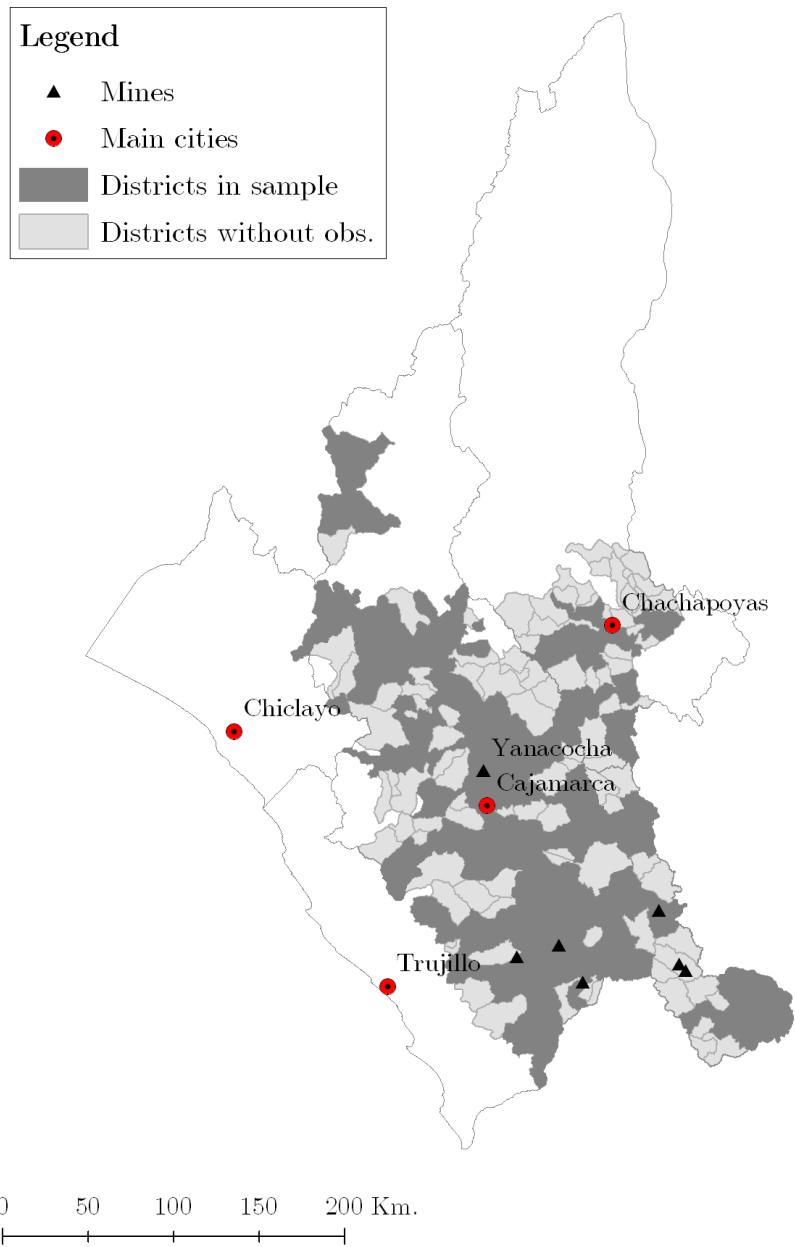 Legend
Mines
Main cities
Districts in sample
Districts without obs.
Chachapoyas
Chiclayo
Yanacocha
Cajamarca
Trujillo
0 50 100 150 200 Km.